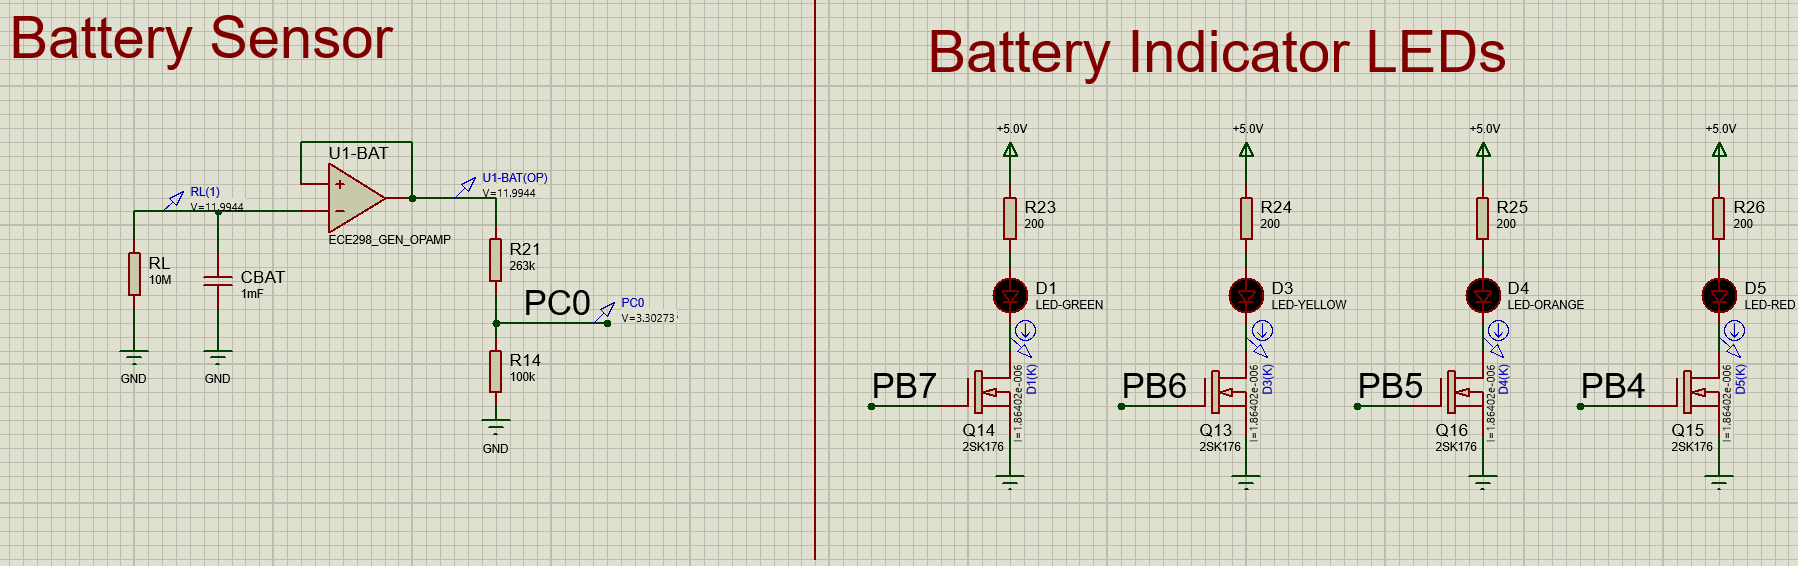 Battery Sensor
Battery Indicator LEDs
U1-BAT
+
−
ECE298_GEN_OPAMP
RL(1)
V=11.9944
U1-BAT(OP)
V=11.9944
RL
10M
CBAT
1mF
GND
GND
R21
263k
PC0
PC0
V=3.30273
R14
100k
GND
+5.0V
R23
200
D1
LED-GREEN
D1(K)
I=1.86402e-006
PB7
Q14
2SK176
+5.0V
R24
200
D3
LED-YELLOW
D3(K)
I=1.86402e-006
PB6
Q13
2SK176
+5.0V
R25
200
D4
LED-ORANGE
D4(K)
I=1.86402e-006
PB5
Q16
2SK176
+5.0V
R26
200
D5
LED-RED
D5(K)
I=1.86402e-006
PB4
Q15
2SK176